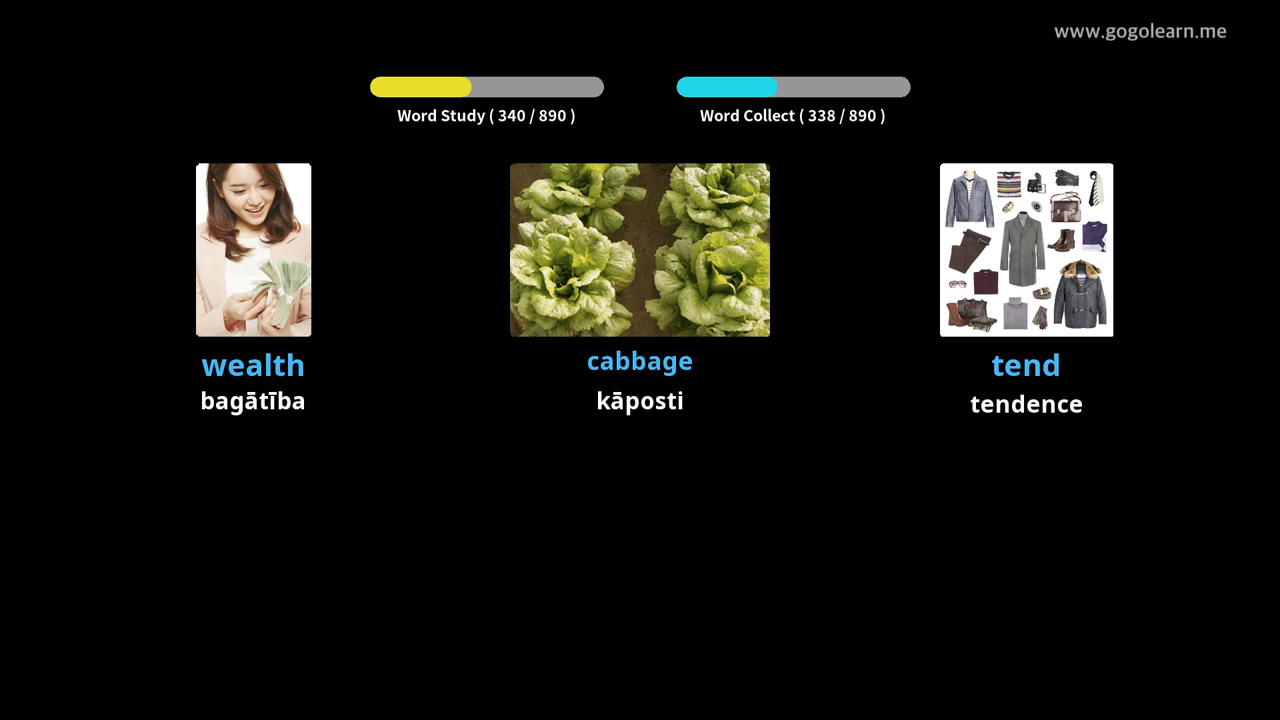 www.gogolearn.me
Word Study ( 340 / 890 )
Word Collect ( 338 / 890 )
wealth
bagātība
cabbage
kāposti
tend
tendence